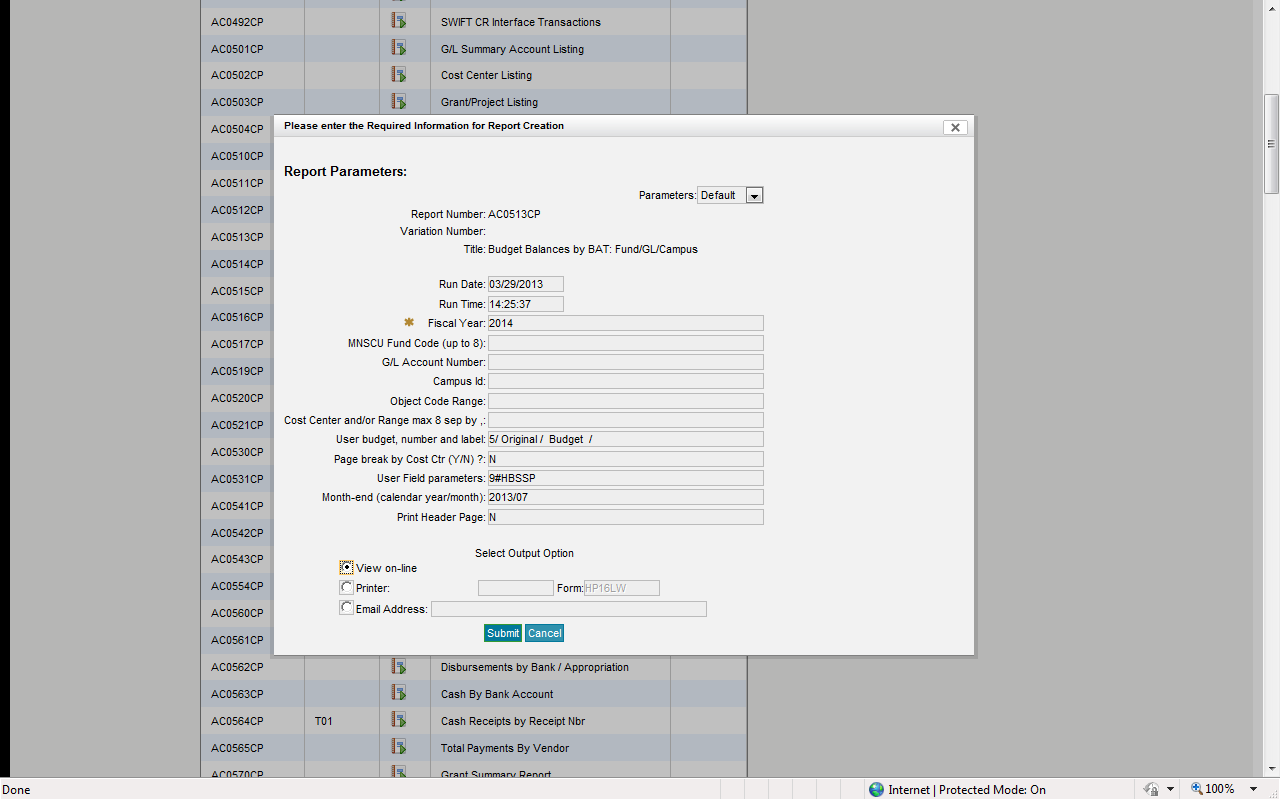 AC0492CP SWIFT CR Interface Transactions
AC0501CP G/L Summary Account Listing
AC0502CP Cost Center Listing
AC0503CP Grant/Project Listing
AC0504CP
AC0510CP
AC0511CP
AC0512CP
AC0513CP
AC0514CP
AC0515CP
AC0516CP
AC0517CP
AC0519CP
AC0520CP
AC0521CP
AC0530CP
AC0531CP
AC0541CP
AC0542CP
AC0543CP
AC0554CP
AC0560CP
AC0561CP
Please enter the Required Information for Report Creation
Report Parameters:
Parameters: Default
Report Number: AC0513CP
Variation Number:
Title: Budget Balances by BAT: Fund/GL/Campus
Run Date: 03/29/2013
Run Time: 14:25:37
Fiscal Year: 2014
MNSCU Fund Code (up to 8):
G/L Account Number:
Campus Id:
Object Code Range:
Cost Center and/or Range max 8 sep by ,:
User budget, number and label: 5/ Original / Budget /
Page break by Cost Ctr (Y/N) ?: N
User Field parameters: 9#HBSSP
Month-end (calendar year/month): 2013/07
Print Header Page: N
Select Output Option
View on-line
Printer: Form: HP16LW
Email Address:
Submit Cancel
AC0562CP Disbursements by Bank / Appropriation
AC0563CP Cash By Bank Account
AC0564CP T01 Cash Receipts by Receipt Nbr
AC0565CP Total Payments By Vendor
AC0570CP Grant Summary Report
Done Internet | Protected Mode: On 100%